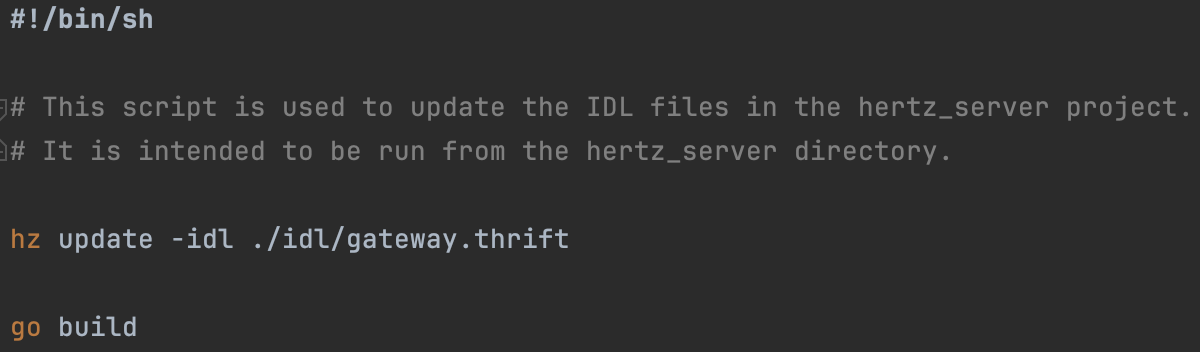 #!/bin/sh
# This script is used to update the IDL files in the hertz_server project.
# It is intended to be run from the hertz_server directory.
hz update -idl ./idl/gateway.thrift
go build